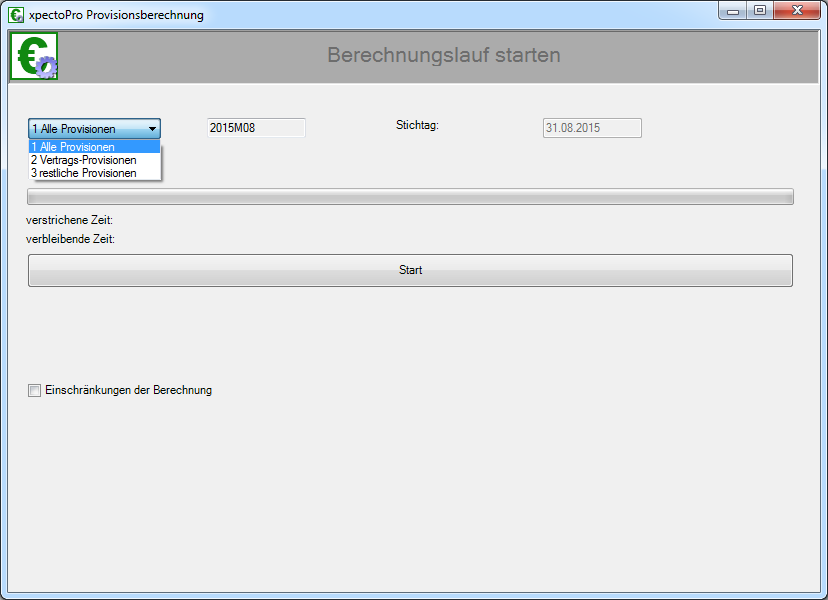 xpectoPro Provisionsberechnung
Berechnungslauf starten
1 Alle Provisionen 2015M08 Stichtag: 31.08.2015
1 Alle Provisionen
2 Vertrags-Provisionen
3 restliche Provisionen
verstrichene Zeit:
verbleibende Zeit:
Start
Einschränkungen der Berechnung